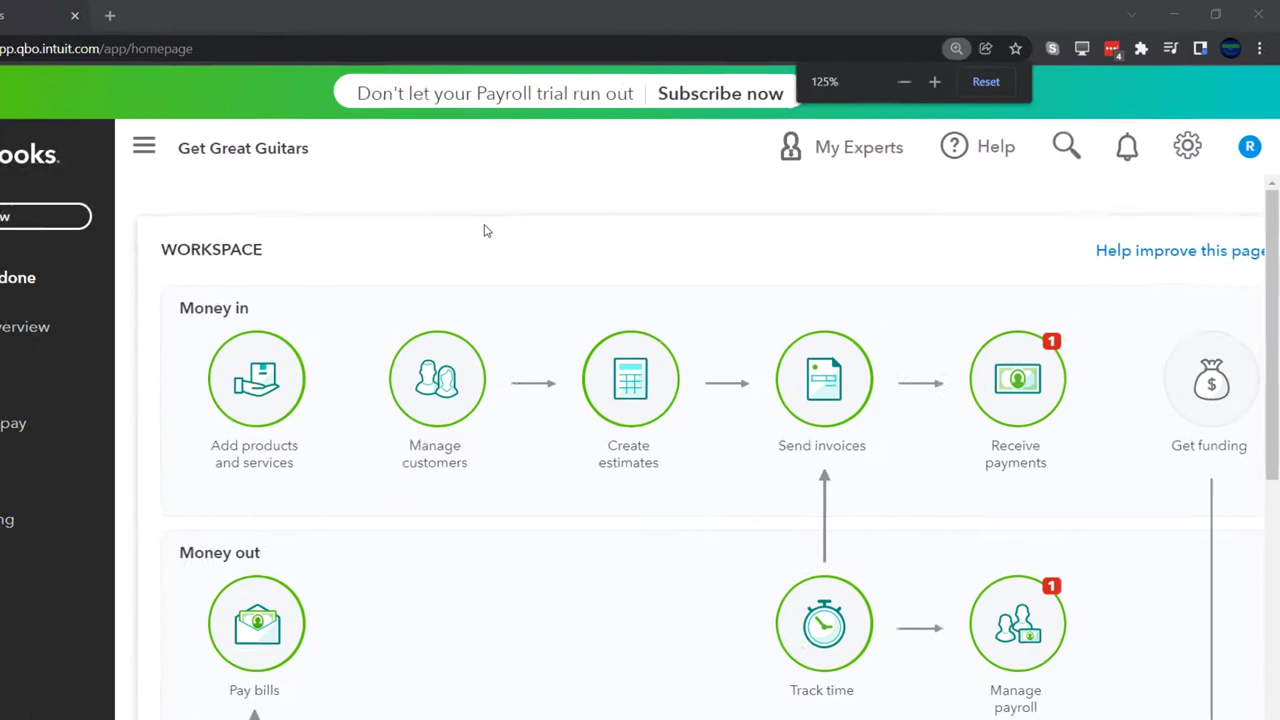 s
pp.qbo.intuit.com/app/homepage
4
125%
Reset
Don't let your Payroll trial run out
Subscribe now
ooks.
Get Great Guitars
My Experts
Help
R
w
WORKSPACE
Help improve this page
done
Money in
erview
1
$
pay
Add products
and services
Manage
customers
Create
estimates
Send invoices
Receive
payments
Get funding
ng
Money out
1
Pay bills
Track time
Manage
payroll